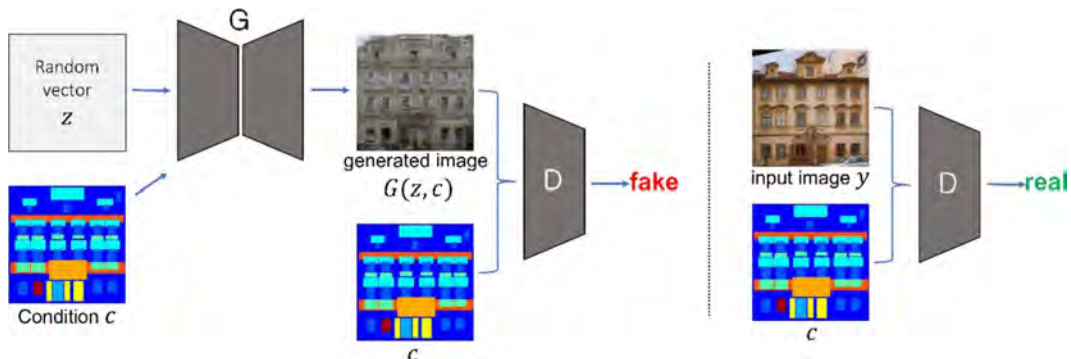 G
Random
vector
z
Condition c
generated image
G(z, c)
c
D
fake
input image y
c
D
real